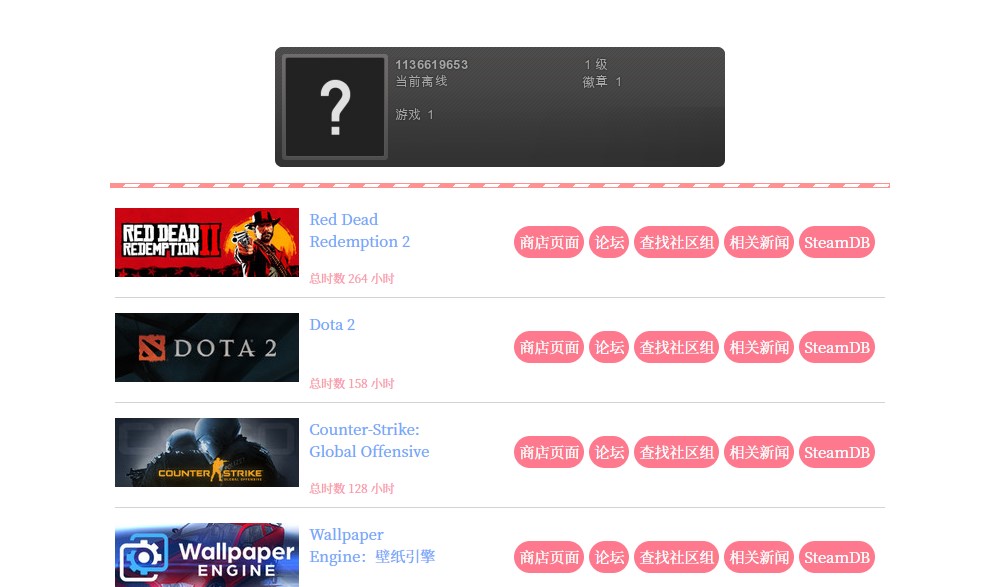 1136619653
1 级
当前离线
徽章 1
游戏 1
?
RED DEAD
REDEMPTION II
Red Dead
Redemption 2
总时数 264 小时
商店页面 论坛 查找社区组 相关新闻 SteamDB
DOTA 2
Dota 2
总时数 158 小时
商店页面 论坛 查找社区组 相关新闻 SteamDB
COUNTER STRIKE
GLOBAL OFFENSIVE
Counter-Strike:
Global Offensive
总时数 128 小时
商店页面 论坛 查找社区组 相关新闻 SteamDB
Wallpaper
ENGINE
Wallpaper
Engine：壁纸引擎
商店页面 论坛 查找社区组 相关新闻 SteamDB